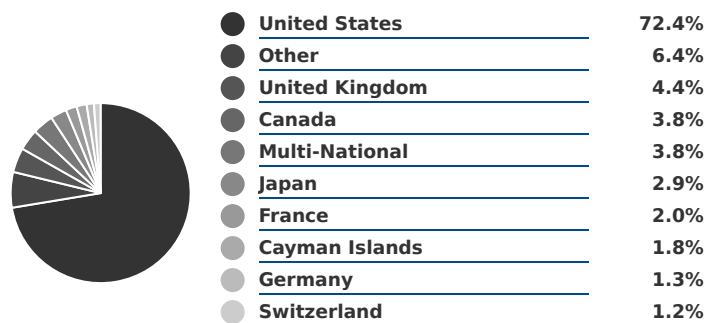 United States 72.4%
Other 6.4%
United Kingdom 4.4%
Canada 3.8%
Multi-National 3.8%
Japan 2.9%
France 2.0%
Cayman Islands 1.8%
Germany 1.3%
Switzerland 1.2%